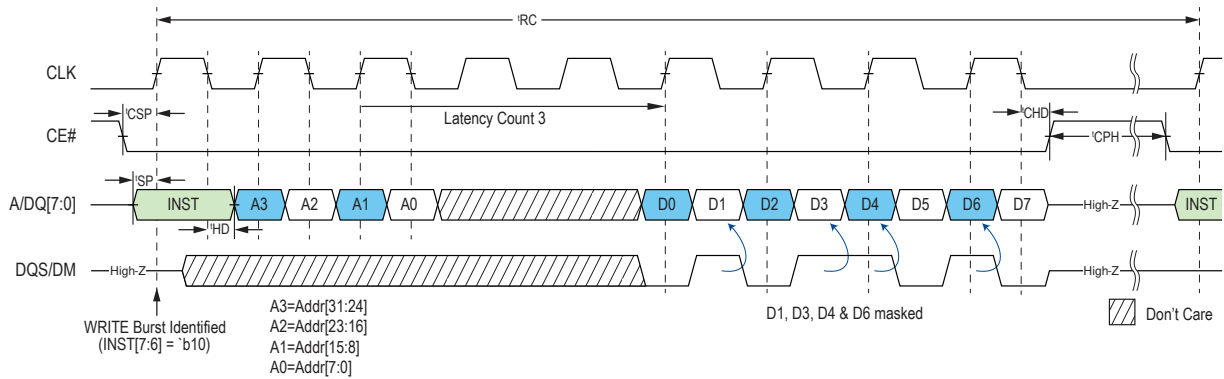 tRC
CLK
tCSP
Latency Count 3
tCHD
CE#
tCPH
tSP
A/DQ[7:0]
INST A3 A2 A1 A0 D0 D1 D2 D3 D4 D5 D6 D7 High-Z INST
tHD
DQS/DM
High-Z
High-Z
A3=Addr[31:24]
A2=Addr[23:16]
A1=Addr[15:8]
A0=Addr[7:0]
D1, D3, D4 & D6 masked
Don't Care
WRITE Burst Identified
(INST[7:6] = `b10)